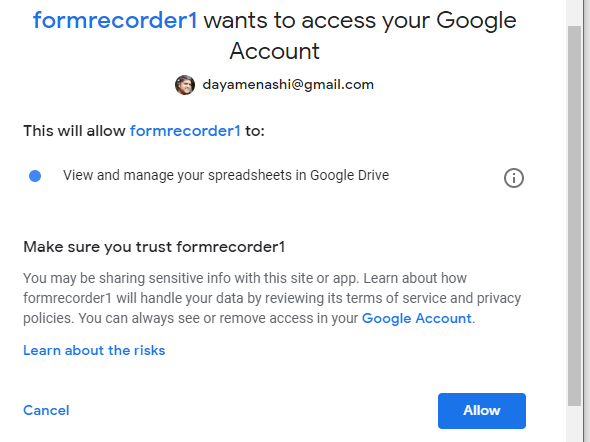 formrecorder1 wants to access your Google
Account
dayamenashi@gmail.com
This will allow formrecorder1 to:
View and manage your spreadsheets in Google Drive
Make sure you trust formrecorder1
You may be sharing sensitive info with this site or app. Learn about how
formrecorder1 will handle your data by reviewing its terms of service and privacy
policies. You can always see or remove access in your Google Account.
Learn about the risks
Cancel
Allow